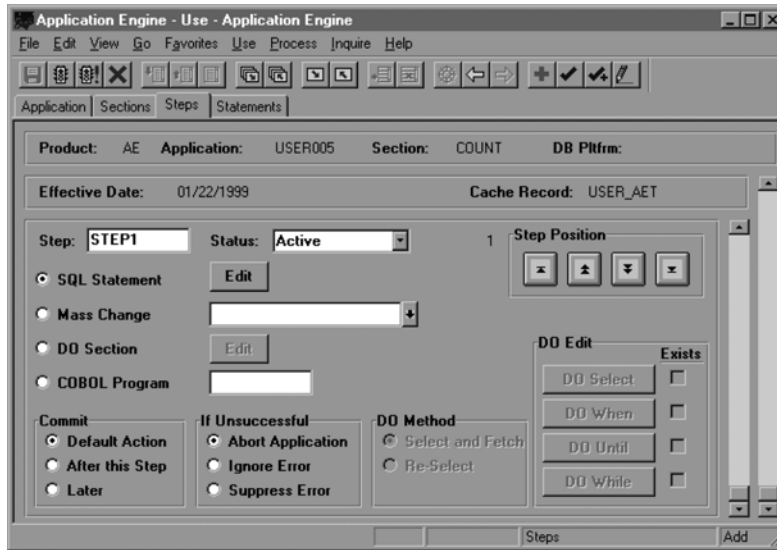 Application Engine - Use - Application Engine
File Edit View Go Favorites Use Process Inquire Help
Application Sections Steps Statements
Product: AE Application: USER005 Section: COUNT DB Pltfrm:
Effective Date: 01/22/1999 Cache Record: USER_AET
Step: STEP1 Status: Active 1 Step Position
SQL Statement Edit
Mass Change
DO Section Edit
COBOL Program
DO Edit Exists
DO Select
DO When
DO Until
DO While
Commit
Default Action
After this Step
Later
If Unsuccessful
Abort Application
Ignore Error
Suppress Error
DO Method
Select and Fetch
Re-Select
Steps Add